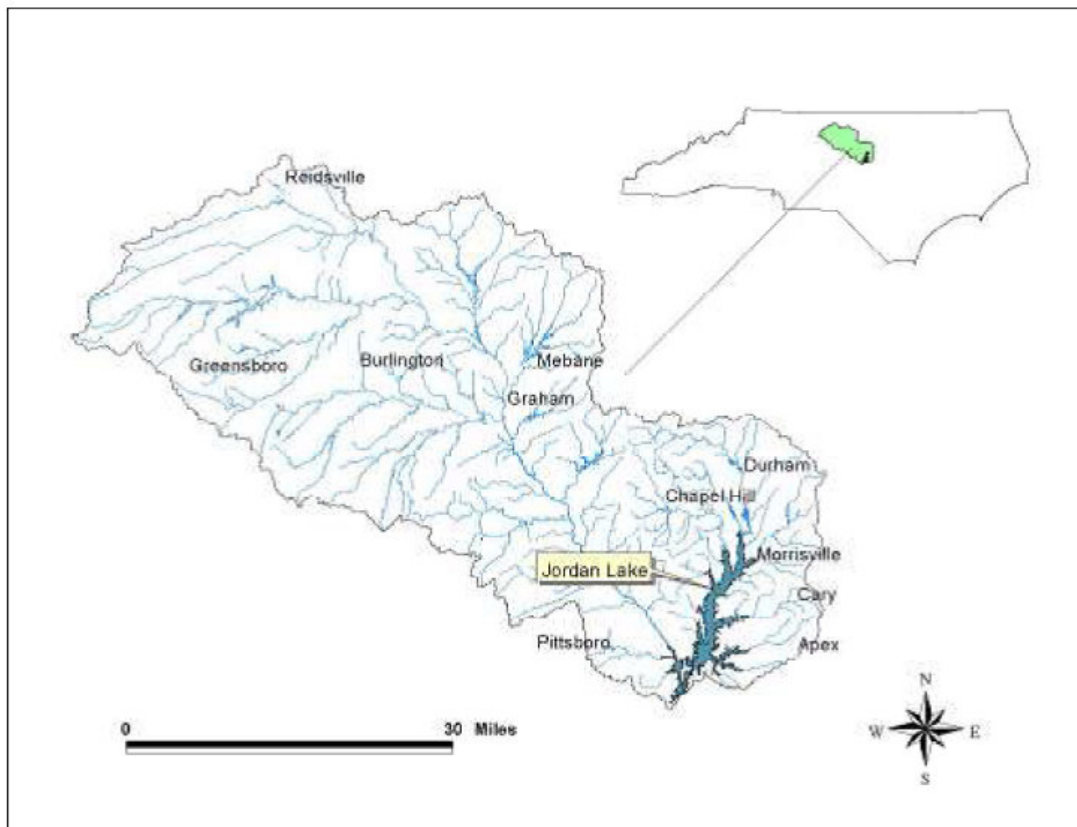 Reidsville
Greensboro
Burlington
Mebane
Graham
Durham
Chapel Hill
Morrisville
Jordan Lake
Cary
Pittsboro
Apex
0 30 Miles
N
W E
S